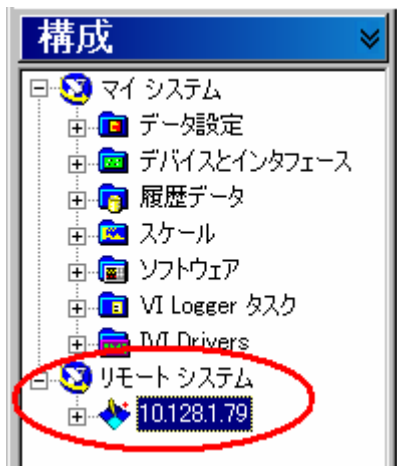 構成
マイ システム
データ設定
デバイスとインタフェース
履歴データ
スケール
ソフトウェア
VI Logger タスク
IVI Drivers
リモート システム
10.128.1.79